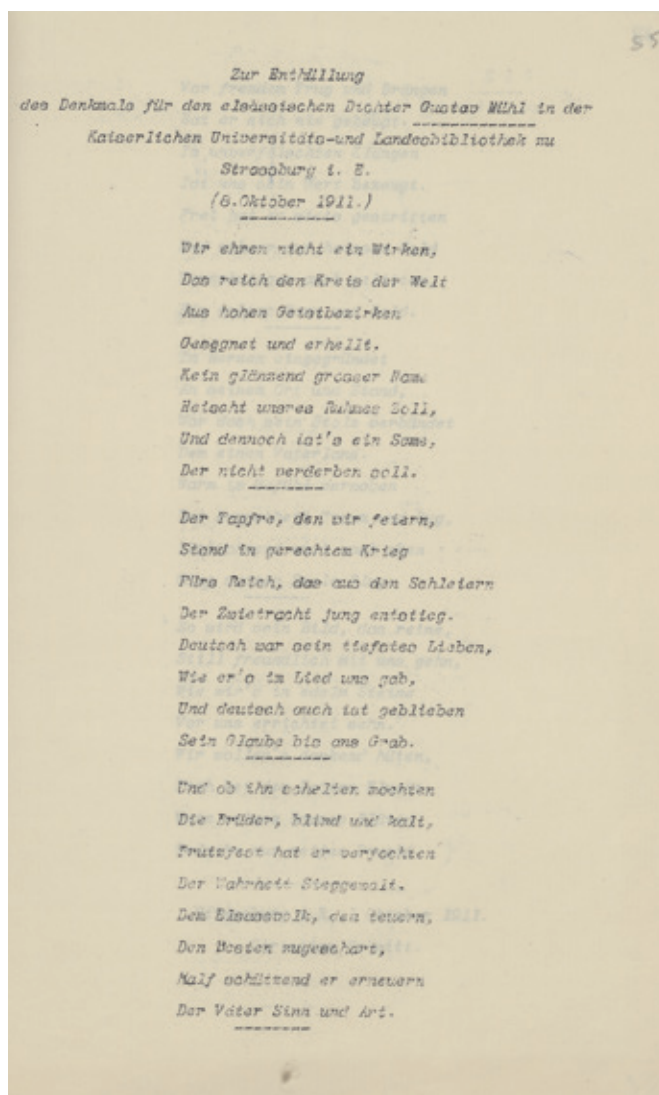 55
Zur Enthüllung
des Denkmals für den elsässischen Dichter Gustav Mühl in der
Kaiserlichen Universitäts-und Landesbibliothek zu
Strassburg i. E.
(8.Oktober 1911.)
Wir ehren nicht ein Wirken,
Das reich den Kreis der Welt
Aus hohen Geistbezirken
Gesegnet und erhellt.
Kein glänzend grosser Name
Heischt unsres Ruhmes Zoll,
Und dennoch ist's ein Same,
Der nicht verderben soll.
Der Tapfre, den wir feiern,
Stand in gerechtem Krieg
Fürs Reich, das aus den Schleiern
Der Zwietracht jung entstieg.
Deutsch war sein tiefstes Lieben,
Wie er's im Lied uns gab,
Und deutsch auch ist geblieben
Sein Glaube bis ans Grab.
Und ob ihn schelten mochten
Die Brüder, blind und kalt,
Trutzfest hat er verfochten
Der Wahrheit Sieggewalt.
Dem Elsassvolk, den teuern,
Den Besten zugeschart,
Half schützend er erneuern
Der Väter Sinn und Art.